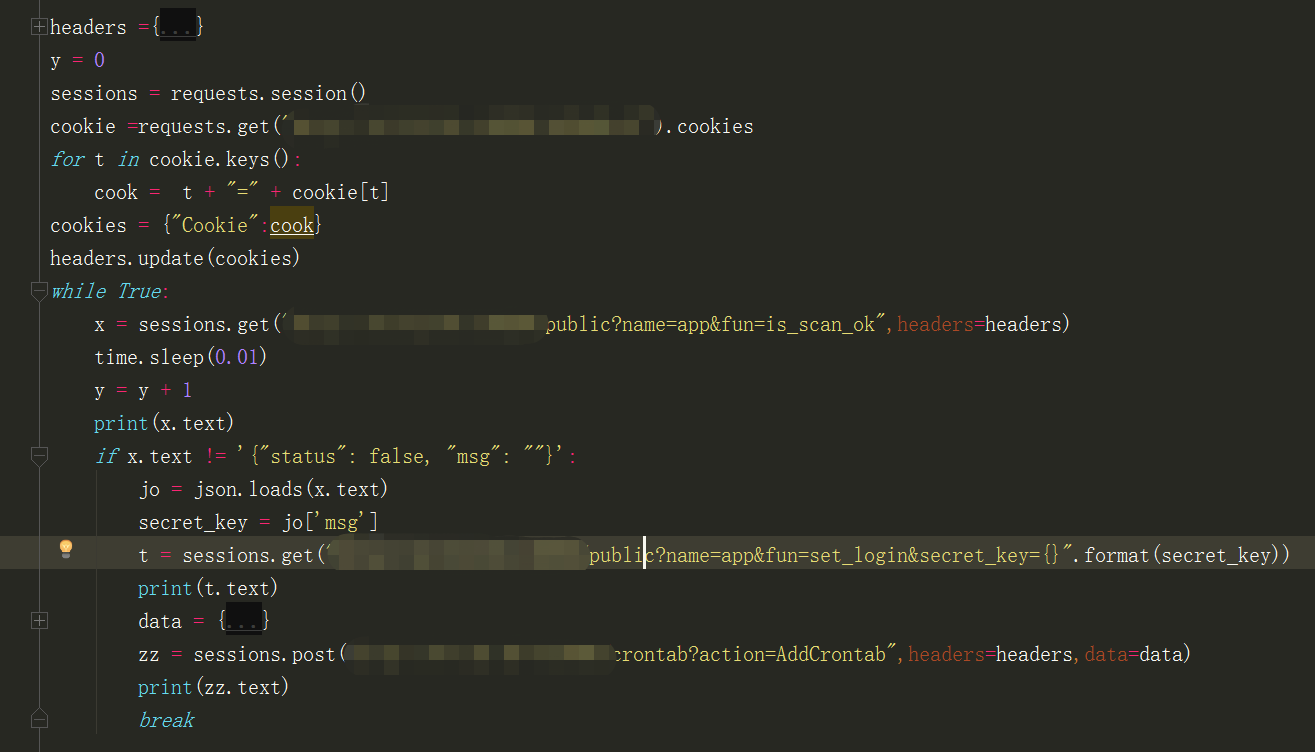 headers ={...}
y = 0
sessions = requests.session()
cookie =requests.get(" ).cookies
for t in cookie.keys():
    cook =  t + "=" + cookie[t]
cookies = {"Cookie":cook}
headers.update(cookies)
while True:
    x = sessions.get(" public?name=app&fun=is_scan_ok",headers=headers)
    time.sleep(0.01)
    y = y + 1
    print(x.text)
    if x.text != '{"status": false, "msg": ""}':
        jo = json.loads(x.text)
        secret_key = jo['msg']
        t = sessions.get(" public?name=app&fun=set_login&secret_key={}".format(secret_key))
        print(t.text)
        data = {...}
        zz = sessions.post( crontab?action=AddCrontab",headers=headers,data=data)
        print(zz.text)
        break